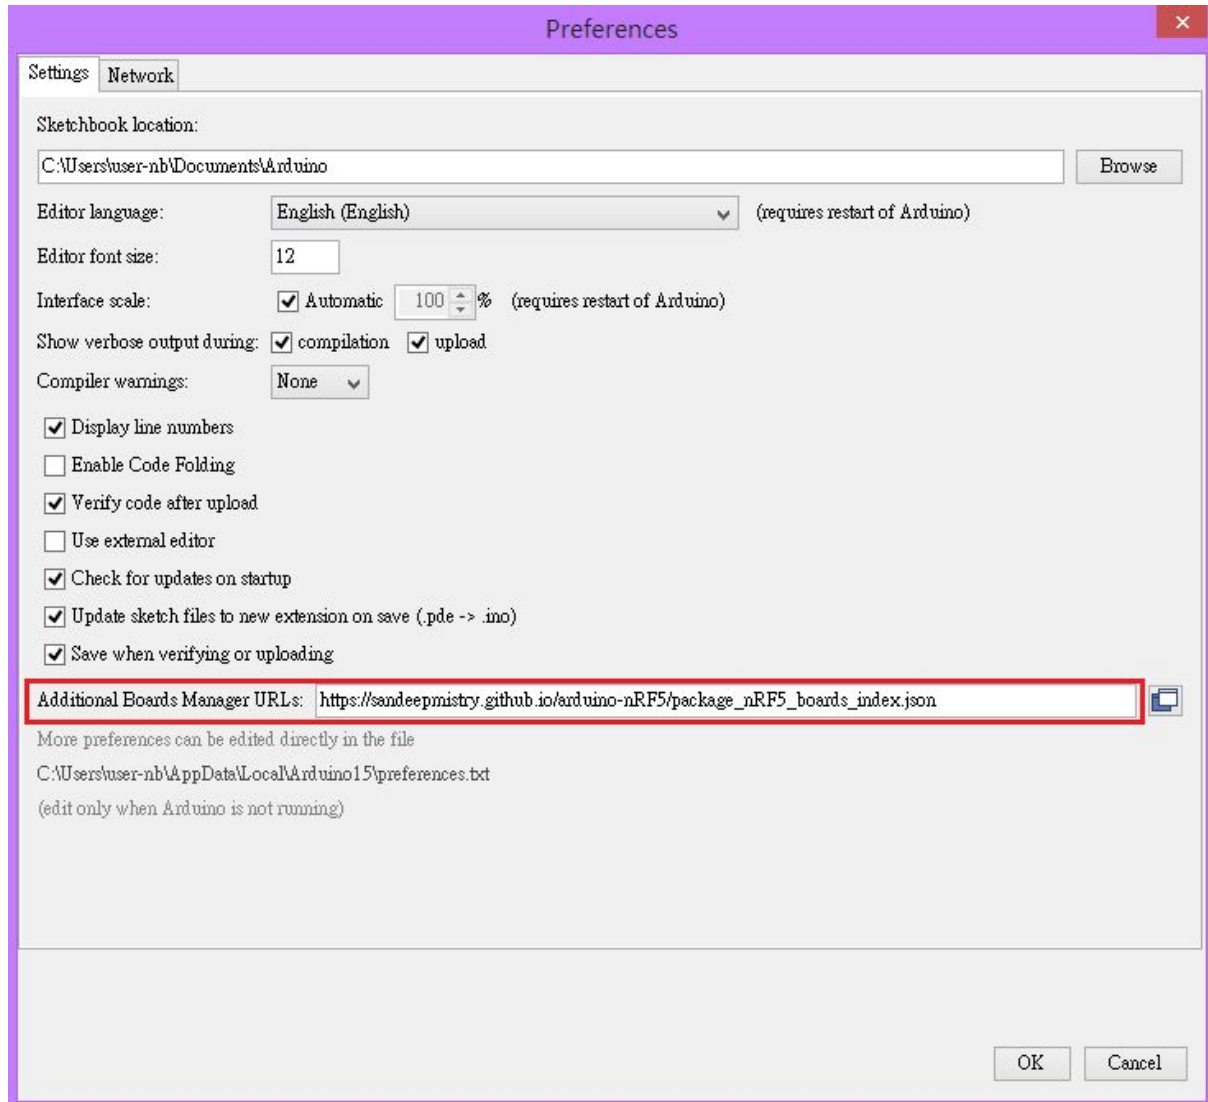 Preferences
Settings Network
Sketchbook location:
C:\Users\user-nb\Documents\Arduino Browse
Editor language: English (English) (requires restart of Arduino)
Editor font size: 12
Interface scale: Automatic 100 % (requires restart of Arduino)
Show verbose output during: compilation upload
Compiler warnings: None
Display line numbers
Enable Code Folding
Verify code after upload
Use external editor
Check for updates on startup
Update sketch files to new extension on save (.pde -> .ino)
Save when verifying or uploading
Additional Boards Manager URLs: https://sandeepmistry.github.io/arduino-nRF5/package_nRF5_boards_index.json
More preferences can be edited directly in the file
C:\Users\user-nb\AppData\Local\Arduino15\preferences.txt
(edit only when Arduino is not running)
OK Cancel